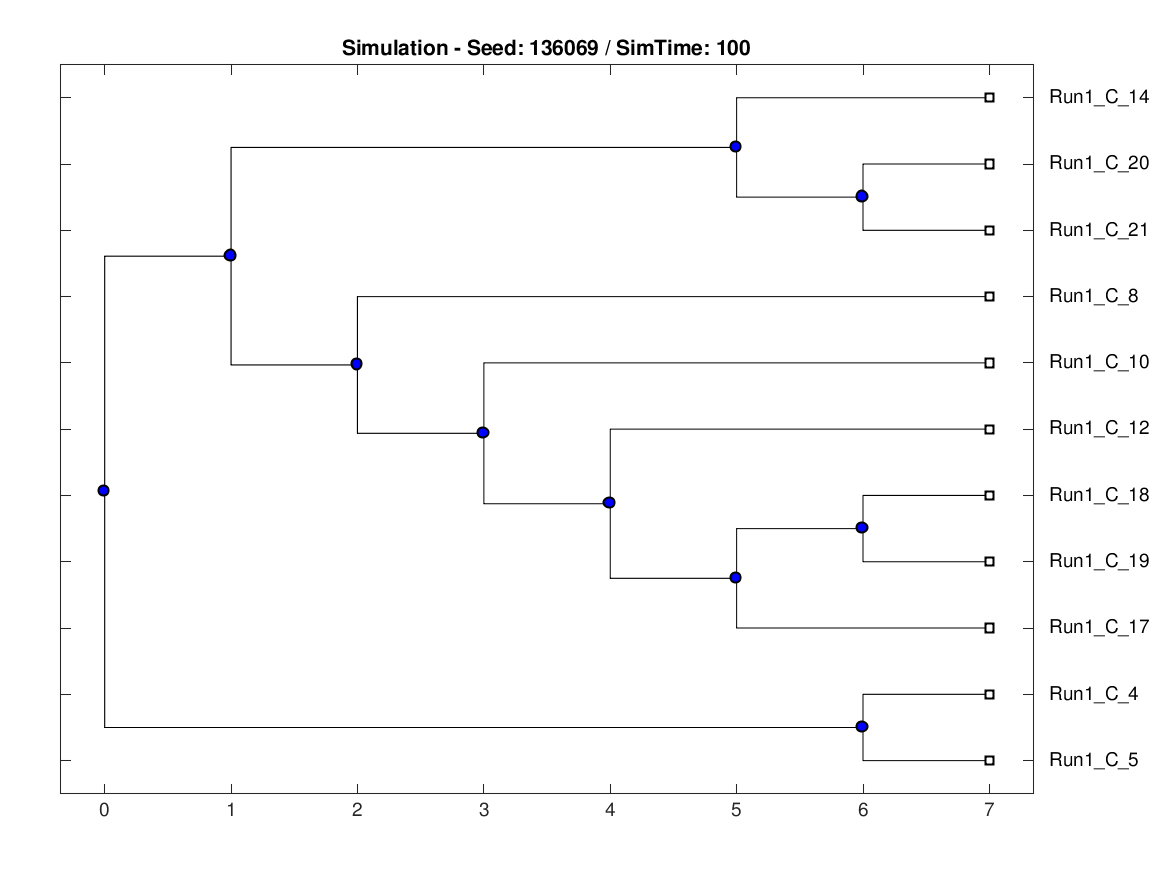 Simulation - Seed: 136069 / SimTime: 100
Run1_C_14
Run1_C_20
Run1_C_21
Run1_C_8
Run1_C_10
Run1_C_12
Run1_C_18
Run1_C_19
Run1_C_17
Run1_C_4
Run1_C_5
0 1 2 3 4 5 6 7